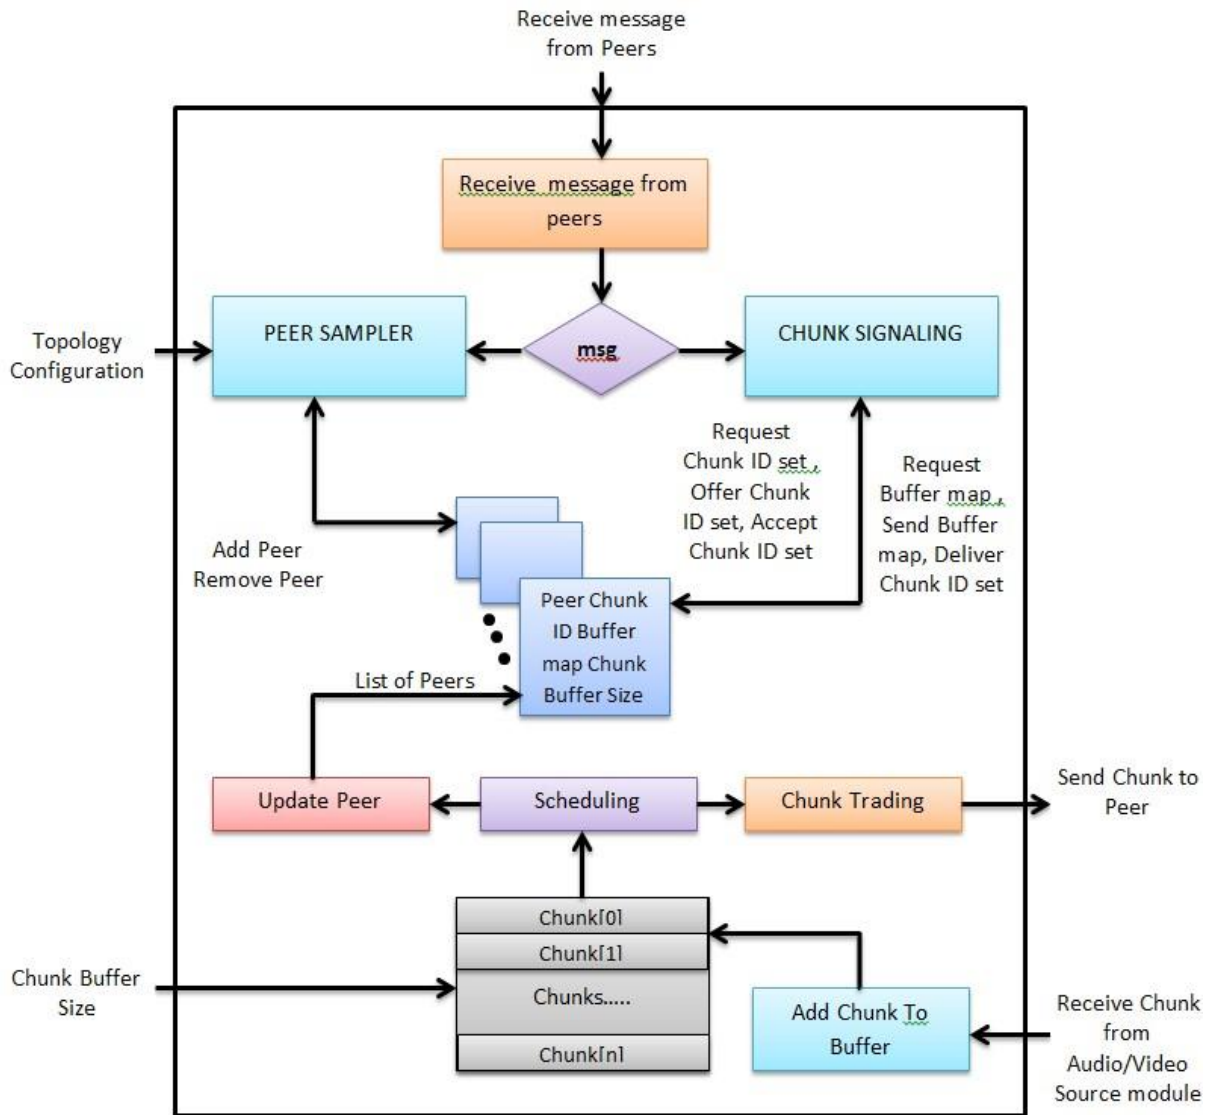 Receive message
from Peers
Receive message from
peers
PEER SAMPLER
msg
CHUNK SIGNALING
Topology
Configuration
Request
Chunk ID set ,
Offer Chunk
ID set, Accept
Chunk ID set
Request
Buffer map ,
Send Buffer
map, Deliver
Chunk ID set
Add Peer
Remove Peer
Peer Chunk
ID Buffer
map Chunk
Buffer Size
List of Peers
Update Peer
Scheduling
Chunk Trading
Send Chunk to
Peer
Chunk[0]
Chunk[1]
Chunks.....
Chunk[n]
Chunk Buffer
Size
Add Chunk To
Buffer
Receive Chunk
from
Audio/Video
Source module